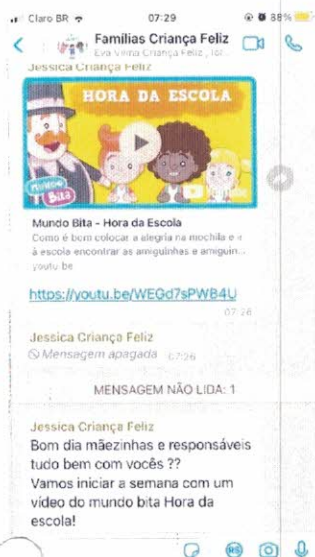 Claro BR 07:29 88%
Famílias Criança Feliz
Eva Vilma Criança Feliz
Jessica Criança Feliz
HORA DA ESCOLA
MUNDO
Bita
Mundo Bita - Hora da Escola
Como é bom colocar a alegria na mochila e ir
à escola encontrar as amiguinhas e amiguin...
youtu.be
https://youtu.be/WEGd7sPWB4U
07:26
Jessica Criança Feliz
Mensagem apagada 07:26
MENSAGEM NÃO LIDA: 1
Jessica Criança Feliz
Bom dia mãezinhas e responsáveis
tudo bem com vocês ??
Vamos iniciar a semana com um
vídeo do mundo bita Hora da
escola!
R$